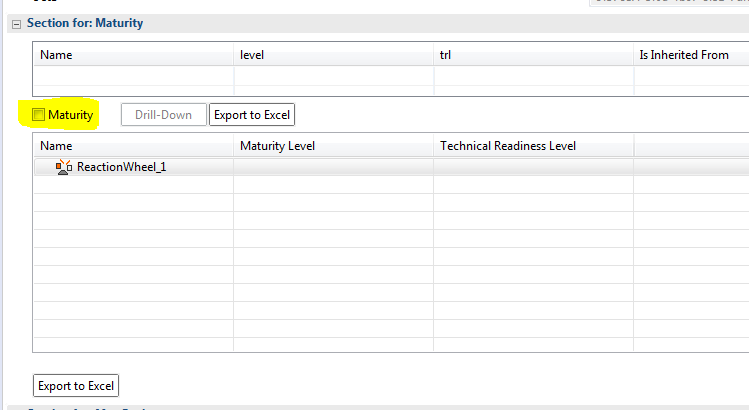 Section for: Maturity
Name level trl Is Inherited From
Maturity Drill-Down Export to Excel
Name Maturity Level Technical Readiness Level
ReactionWheel_1
Export to Excel